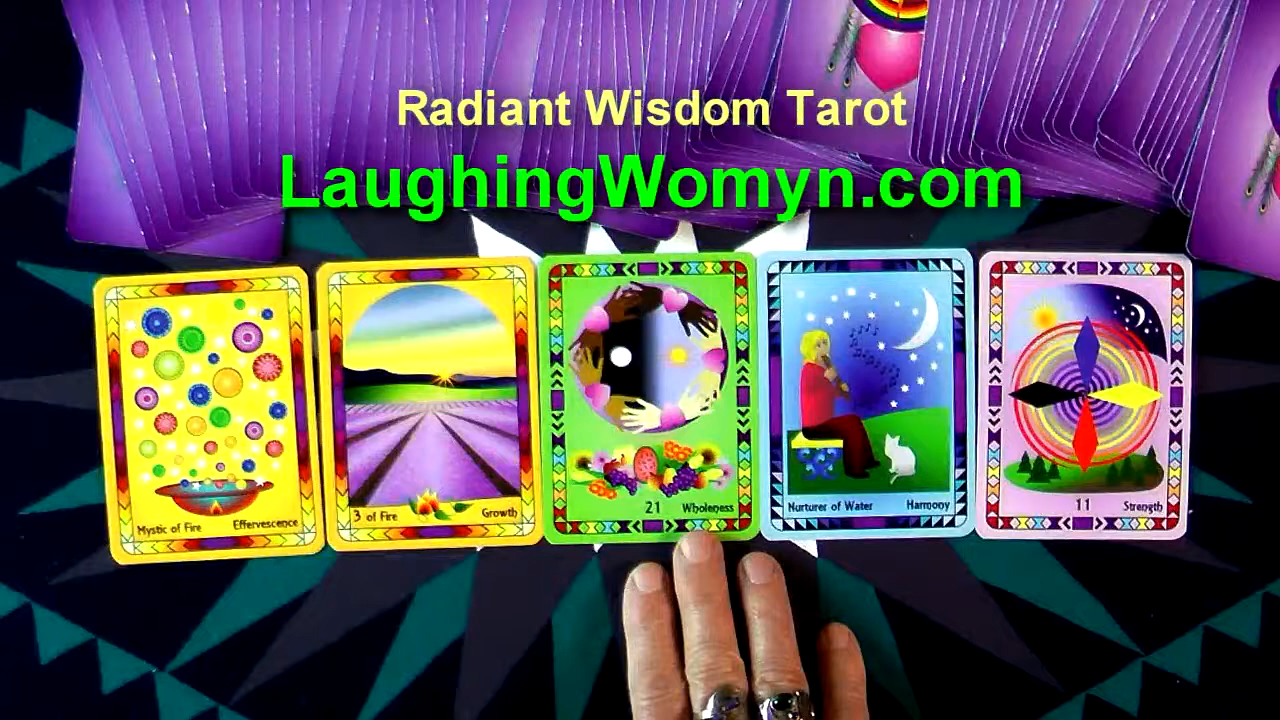 Radiant Wisdom Tarot
LaughingWomyn.com
Mystic of Fire Effervescence
3 of Fire Growth
21 Wholeness
Nurturer of Water Harmony
11 Strength